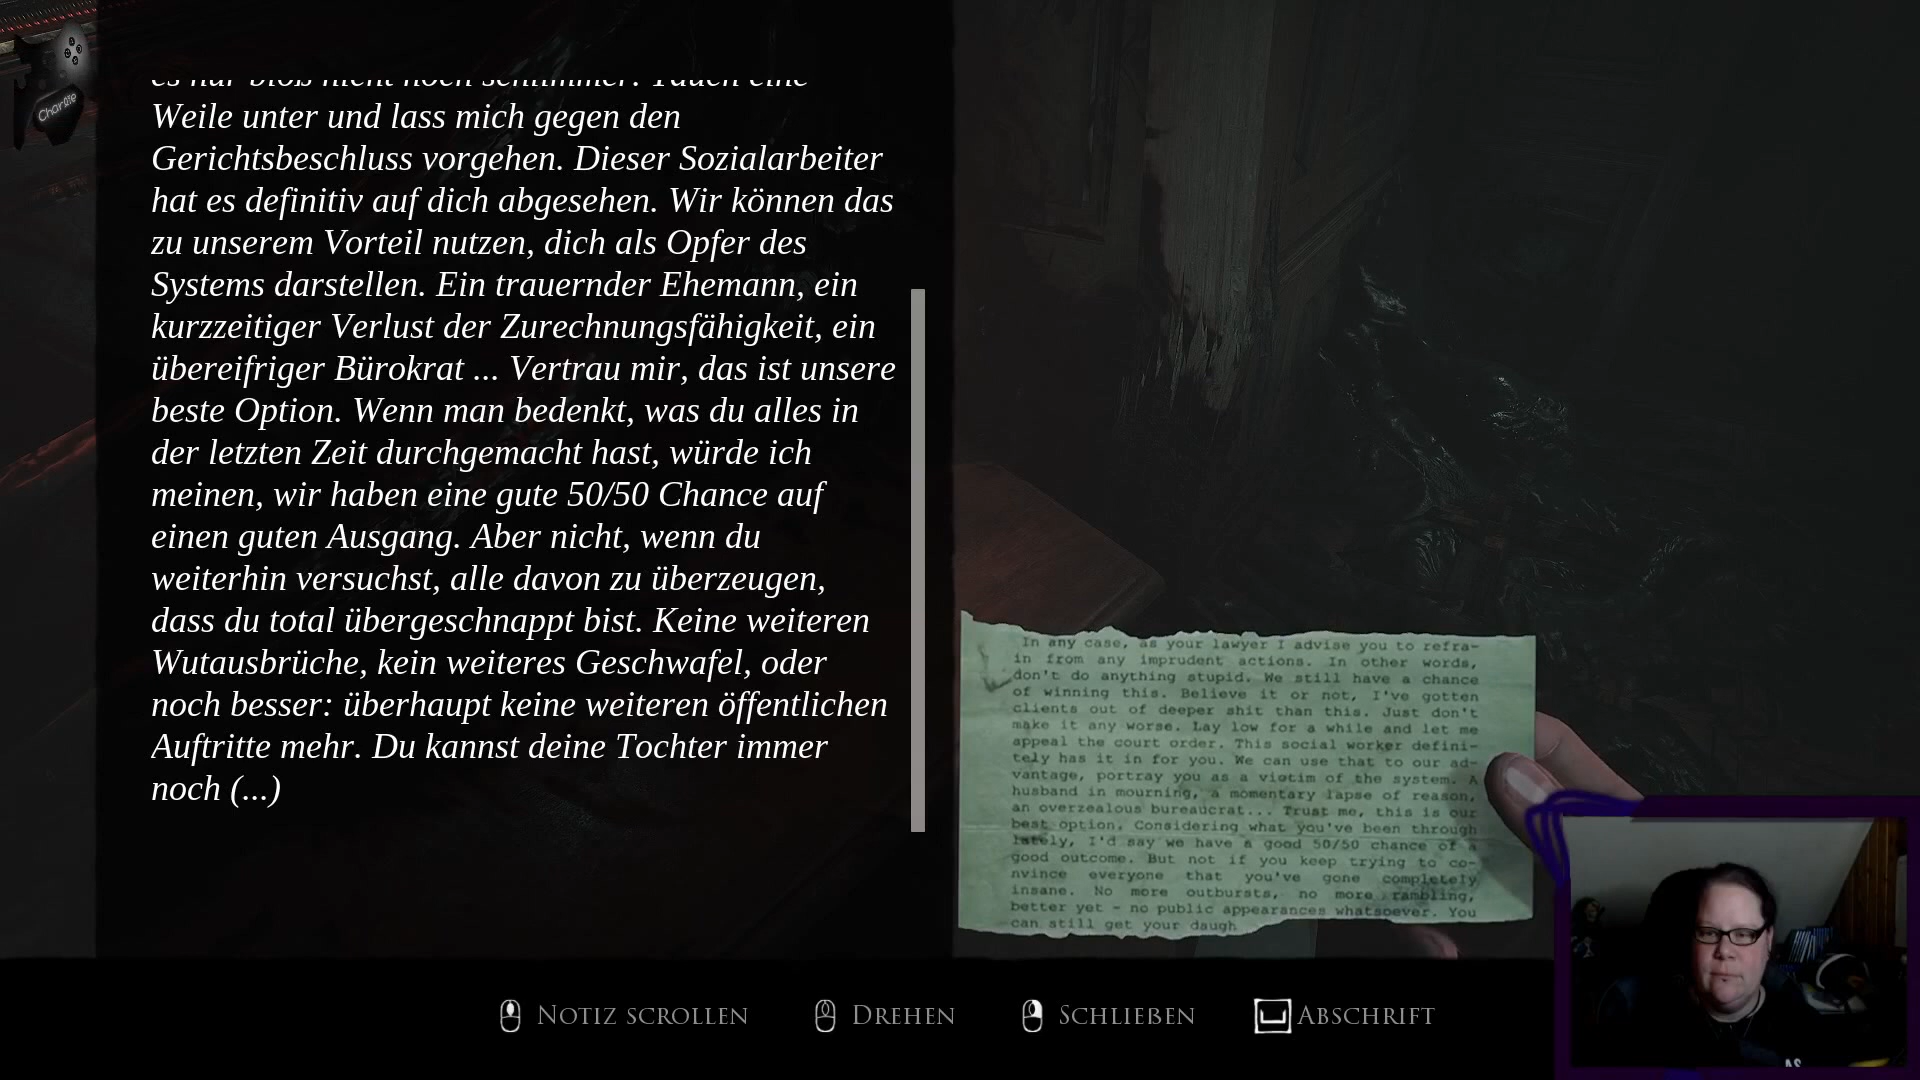 Charlie
es nur bloß nicht noch schlimmer. Tauch eine
Weile unter und lass mich gegen den
Gerichtsbeschluss vorgehen. Dieser Sozialarbeiter
hat es definitiv auf dich abgesehen. Wir können das
zu unserem Vorteil nutzen, dich als Opfer des
Systems darstellen. Ein trauernder Ehemann, ein
kurzzeitiger Verlust der Zurechnungsfähigkeit, ein
übereifriger Bürokrat ... Vertrau mir, das ist unsere
beste Option. Wenn man bedenkt, was du alles in
der letzten Zeit durchgemacht hast, würde ich
meinen, wir haben eine gute 50/50 Chance auf
einen guten Ausgang. Aber nicht, wenn du
weiterhin versuchst, alle davon zu überzeugen,
dass du total übergeschnappt bist. Keine weiteren
Wutausbrüche, kein weiteres Geschwafel, oder
noch besser: überhaupt keine weiteren öffentlichen
Auftritte mehr. Du kannst deine Tochter immer
noch (...)
In any case, as your lawyer I advise you to refra-
in from any imprudent actions. In other words,
don't do anything stupid. We still have a chance
of winning this. Believe it or not, I've gotten
clients out of deeper shit than this. Just don't
make it any worse. Lay low for a while and let me
appeal the court order. This social worker defini-
tely has it in for you. We can use that to our ad-
vantage, portray you as a victim of the system. A
husband in mourning, a momentary lapse of reason,
an overzealous bureaucrat... Trust me, this is our
best option. Considering what you've been through
lately, I'd say we have a good 50/50 chance of a
good outcome. But not if you keep trying to co-
nvince everyone that you've gone completely
insane. No more outbursts, no more rambling,
better yet - no public appearances whatsoever. You
can still get your daugh
NOTIZ SCROLLEN
DREHEN
SCHLIEßEN
ABSCHRIFT